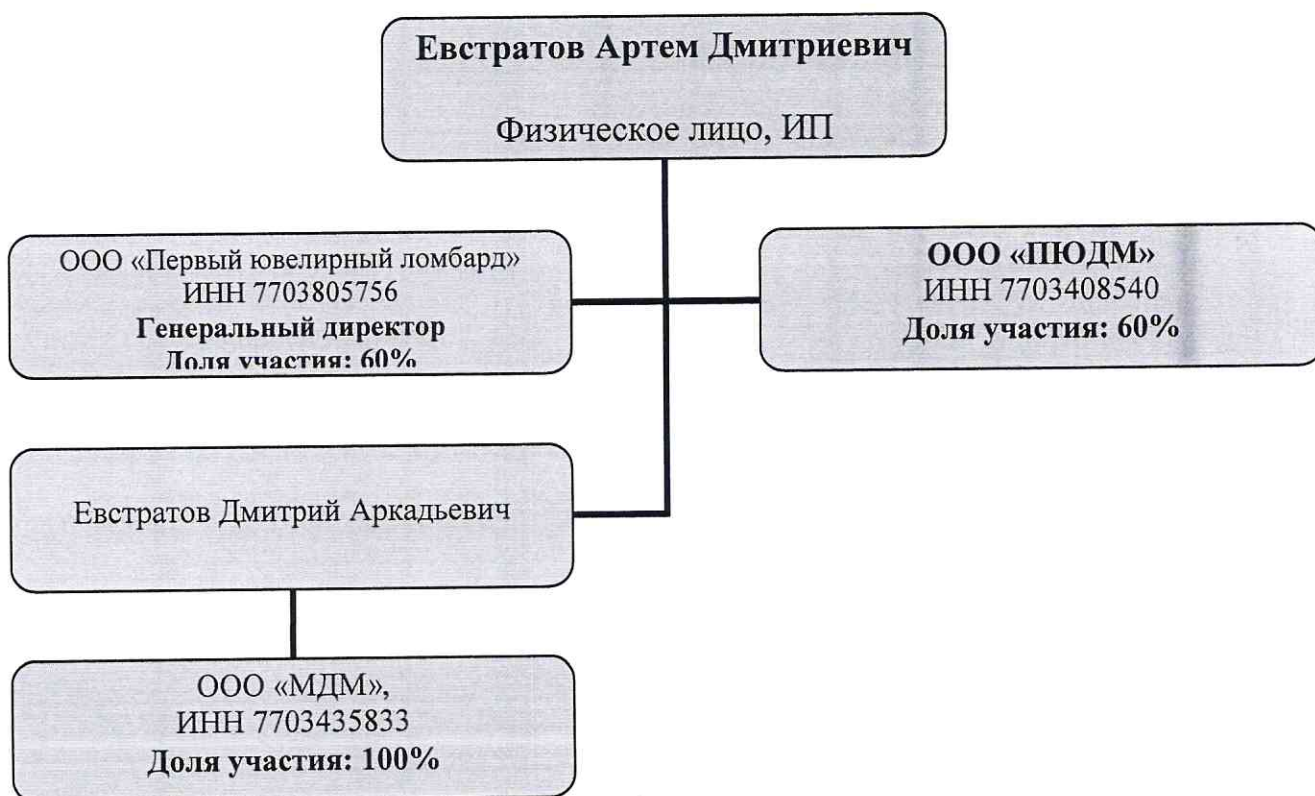 Евстратов Артем Дмитриевич
Физическое лицо, ИП
ООО «Первый ювелирный ломбард»
ИНН 7703805756
Генеральный директор
Доля участия: 60%
ООО «ПЮДМ»
ИНН 7703408540
Доля участия: 60%
Евстратов Дмитрий Аркадьевич
ООО «МДМ»,
ИНН 7703435833
Доля участия: 100%